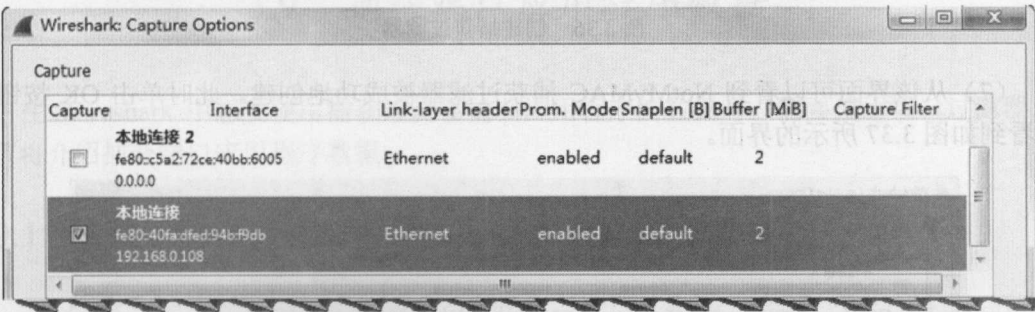 Wireshark: Capture Options
Capture
Capture Interface Link-layer header Prom. Mode Snaplen [B] Buffer [MiB] Capture Filter
本地连接 2
fe80::c5a2:72ce:40bb:6005 Ethernet enabled default 2
0.0.0.0
本地连接
fe80::40fa:dfed:94b:f9db Ethernet enabled default 2
192.168.0.108